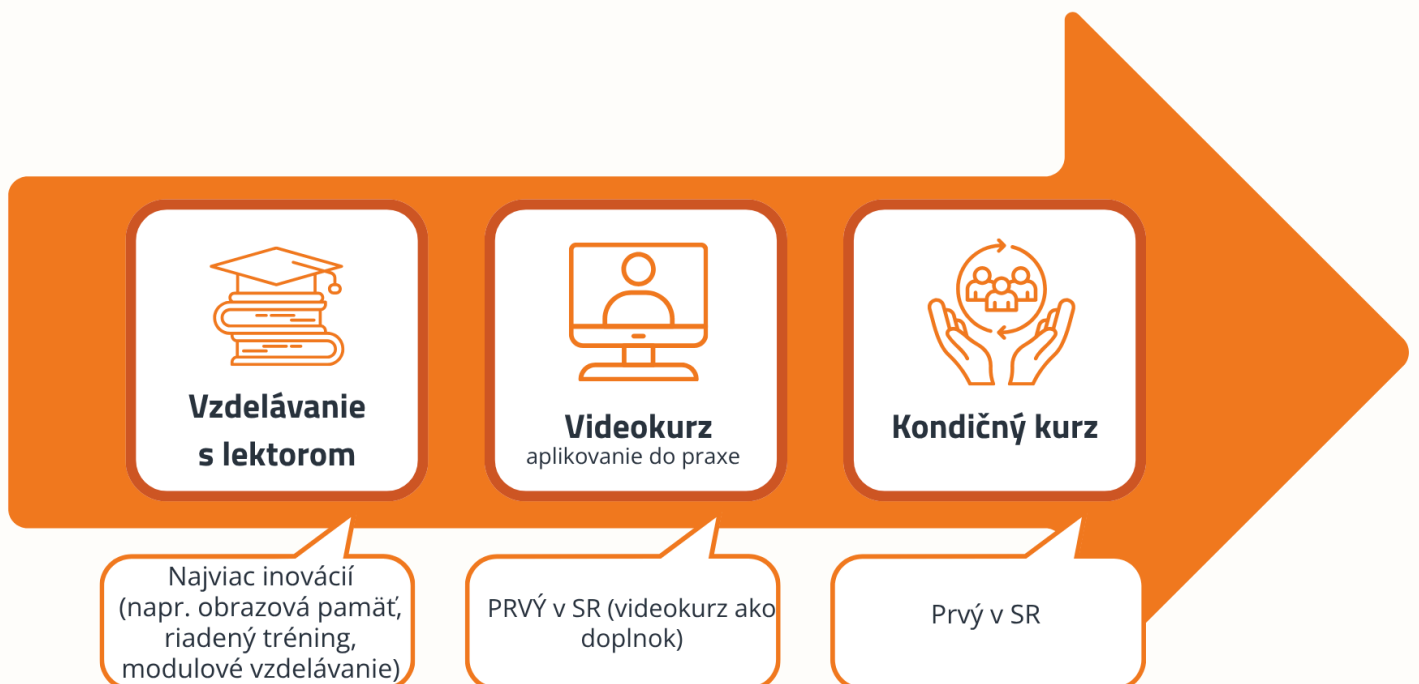 Vzdelávanie
s lektorom
Videokurz
aplikovanie do praxe
Kondičný kurz
Najviac inovácií
(napr. obrazová pamäť,
riadený tréning,
modulové vzdelávanie)
PRVÝ v SR (videokurz ako
doplnok)
Prvý v SR